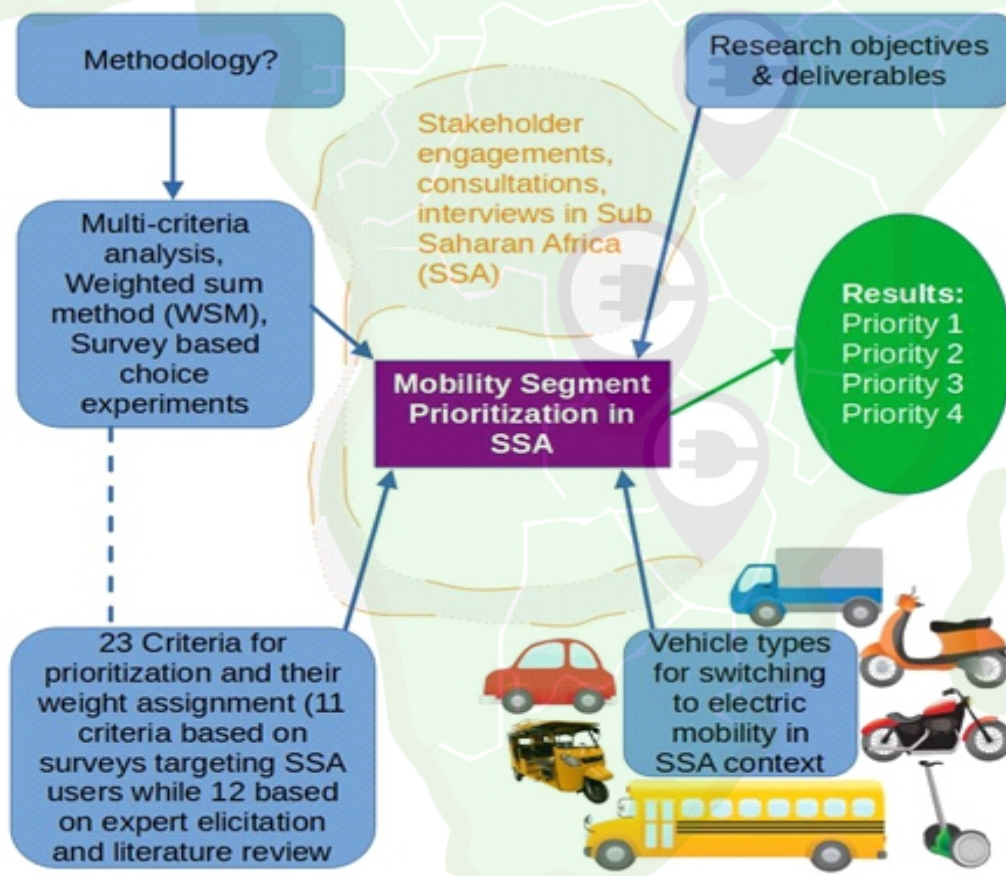 Methodology?
Research objectives
& deliverables
Stakeholder
engagements,
consultations,
interviews in Sub
Saharan Africa
(SSA)
Multi-criteria
analysis,
Weighted sum
method (WSM),
Survey based
choice
experiments
Mobility Segment
Prioritization in
SSA
Results:
Priority 1
Priority 2
Priority 3
Priority 4
23 Criteria for
prioritization and their
weight assignment (11
criteria based on
surveys targeting SSA
users while 12 based
on expert elicitation
and literature review
Vehicle types
for switching
to electric
mobility in
SSA context